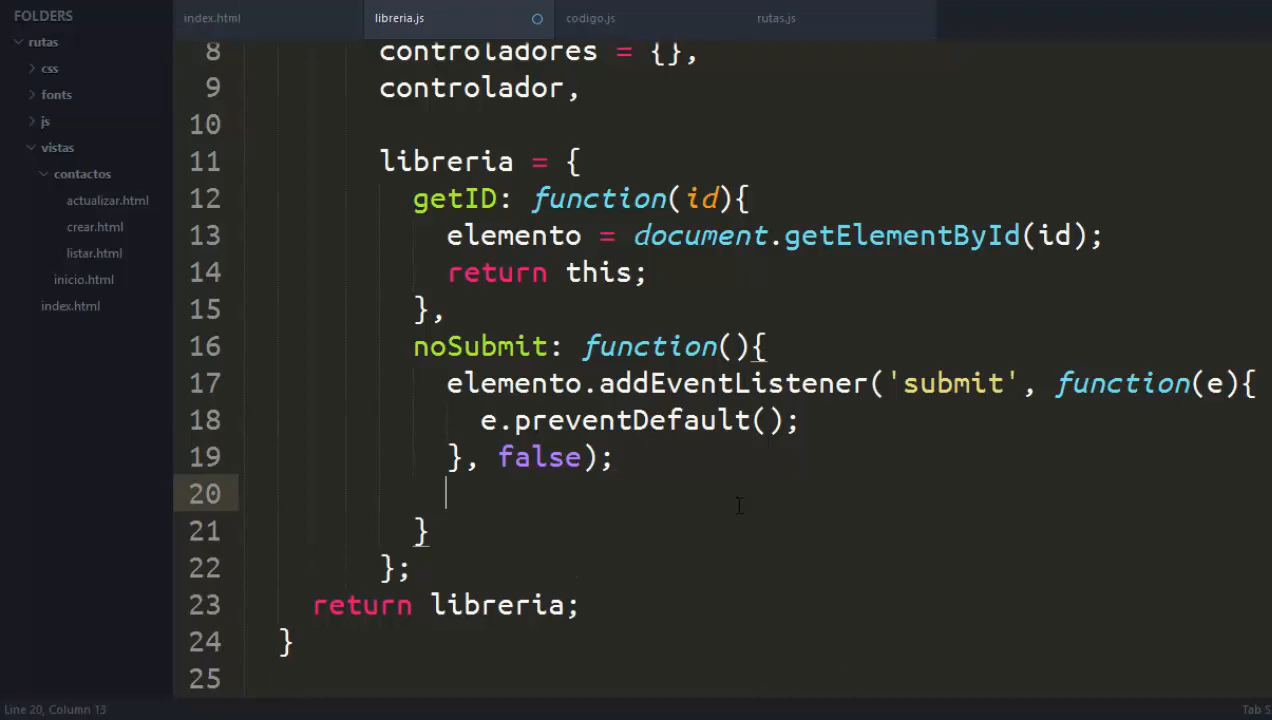 FOLDERS
rutas
css
fonts
js
vistas
contactos
actualizar.html
crear.html
listar.html
inicio.html
index.html
index.html libreria.js codigo.js rutas.js
8 controladores = {},
9 controlador,
10
11 libreria = {
12 getID: function(id){
13 elemento = document.getElementById(id);
14 return this;
15 },
16 noSubmit: function(){
17 elemento.addEventListener('submit', function(e){
18 e.preventDefault();
19 }, false);
20
21 }
22 };
23 return libreria;
24 }
25
Line 20, Column 13
Tab S